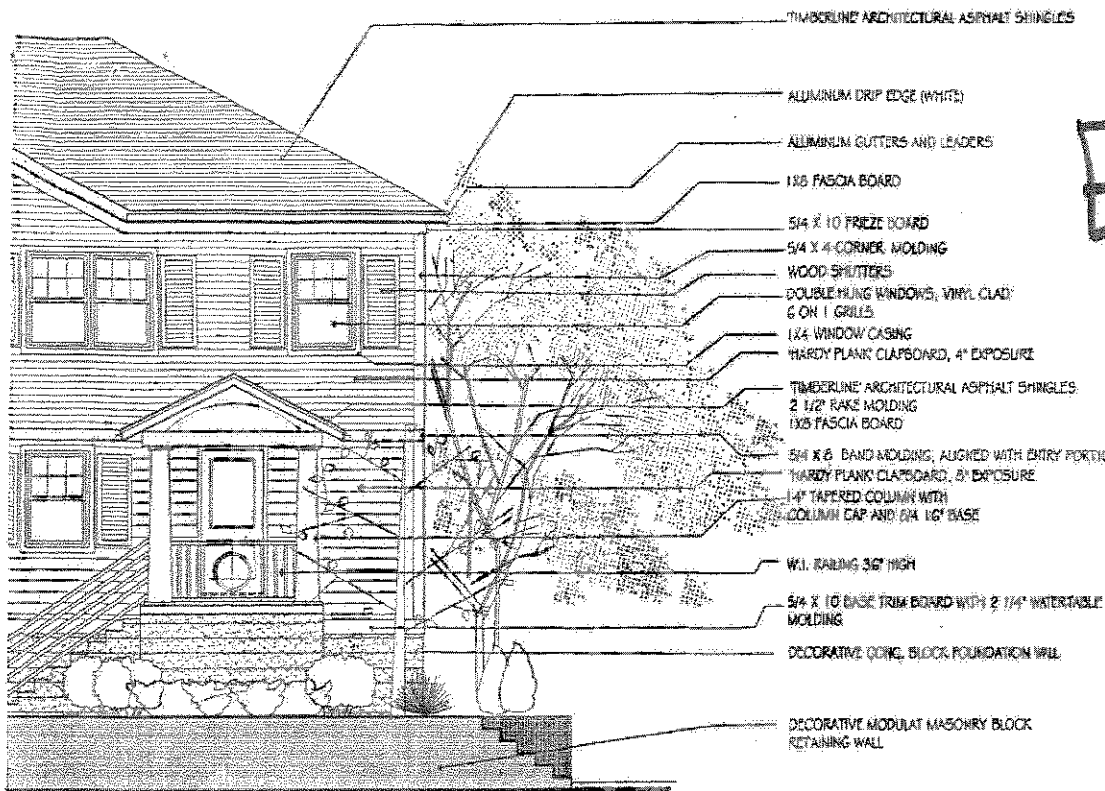 'TIMBERLINE' ARCHITECTURAL ASPHALT SHINGLES
ALUMINUM DRIP EDGE (WHITE)
ALUMINUM GUTTERS AND LEADERS
1X8 FASCIA BOARD
5/4 X 10 FRIEZE BOARD
5/4 X 4 CORNER MOLDING
WOOD SHUTTERS
DOUBLE HUNG WINDOWS, VINYL CLAD
6 ON 1 GRILLS
1X4 WINDOW CASING
'HARDY PLANK' CLAPBOARD, 4" EXPOSURE
'TIMBERLINE' ARCHITECTURAL ASPHALT SHINGLES
2 1/2" RAKE MOLDING
1X8 FASCIA BOARD
5/4 X 8 BAND MOLDING, ALIGNED WITH ENTRY PORTIC
'HARDY PLANK' CLAPBOARD, 8" EXPOSURE
14" TAPERED COLUMN WITH
COLUMN CAP AND 5/4 16" BASE
W.I. RAILING 36" HIGH
5/4 X 10 BASE TRIM BOARD WITH 2 1/4" WATERTABLE
MOLDING
DECORATIVE CONC. BLOCK FOUNDATION WALL
DECORATIVE MODULAT MASONRY BLOCK
RETAINING WALL